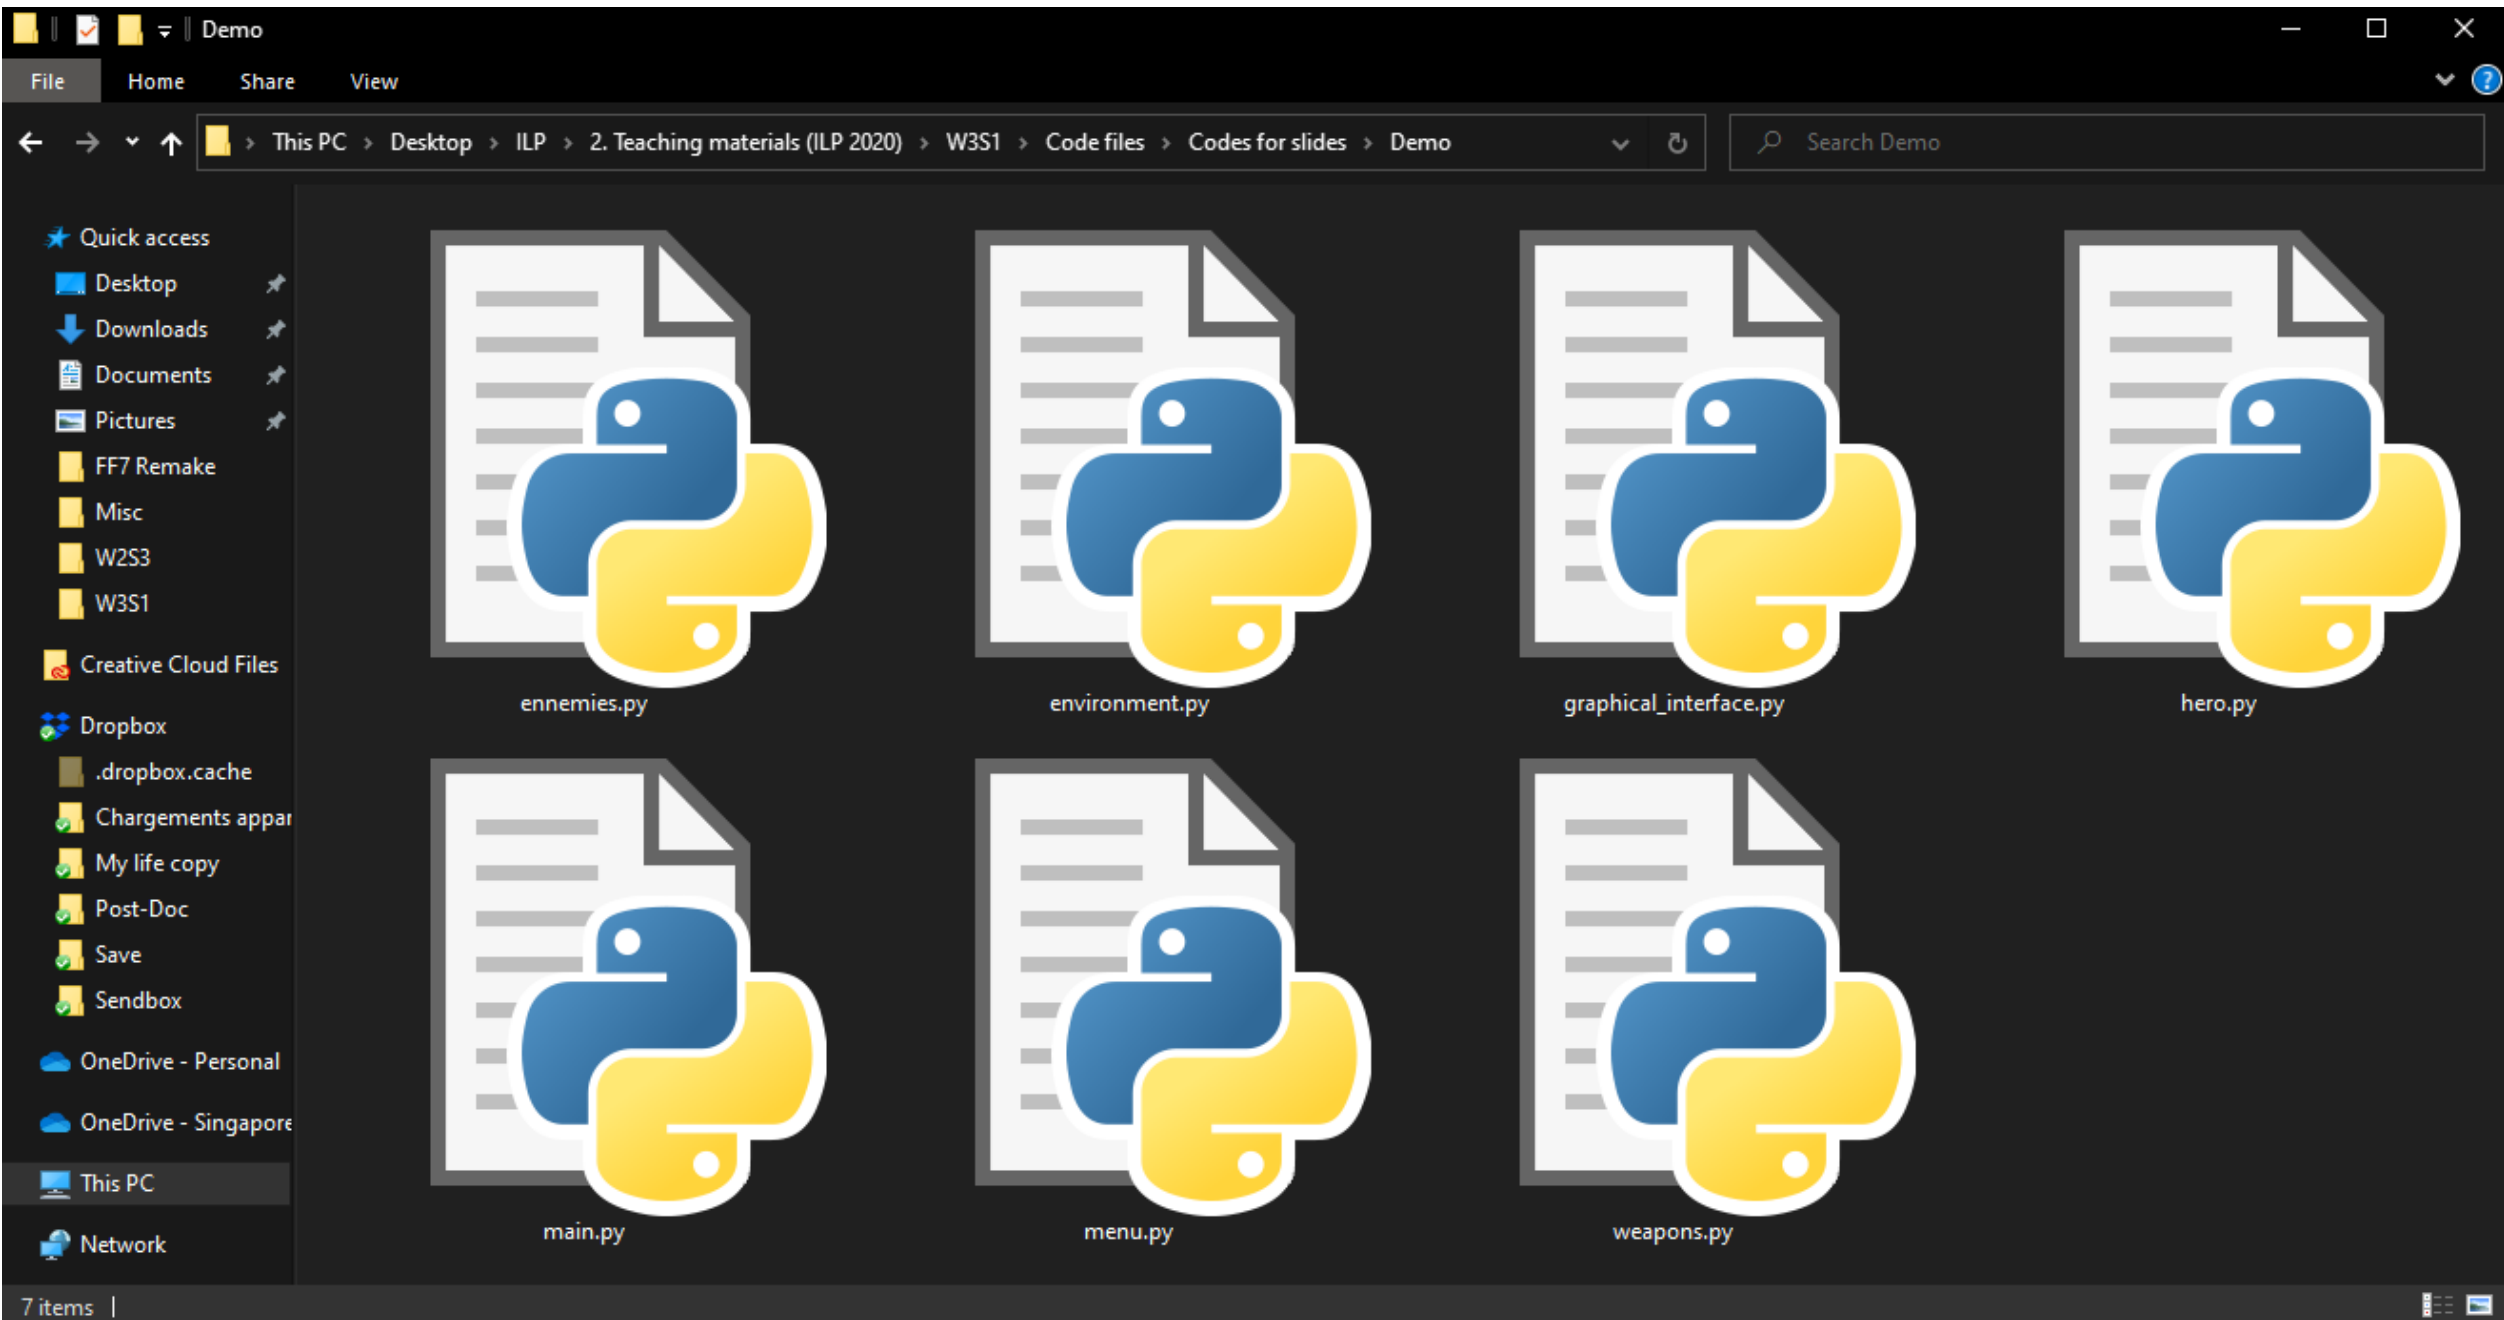 Demo
File Home Share View
This PC > Desktop > ILP > 2. Teaching materials (ILP 2020) > W3S1 > Code files > Codes for slides > Demo
Search Demo
Quick access
Desktop
Downloads
Documents
Pictures
FF7 Remake
Misc
W2S3
W3S1
Creative Cloud Files
Dropbox
.dropbox.cache
Chargements appar
My life copy
Post-Doc
Save
Sendbox
OneDrive - Personal
OneDrive - Singapore
This PC
Network
ennemies.py environment.py graphical_interface.py hero.py
main.py menu.py weapons.py
7 items